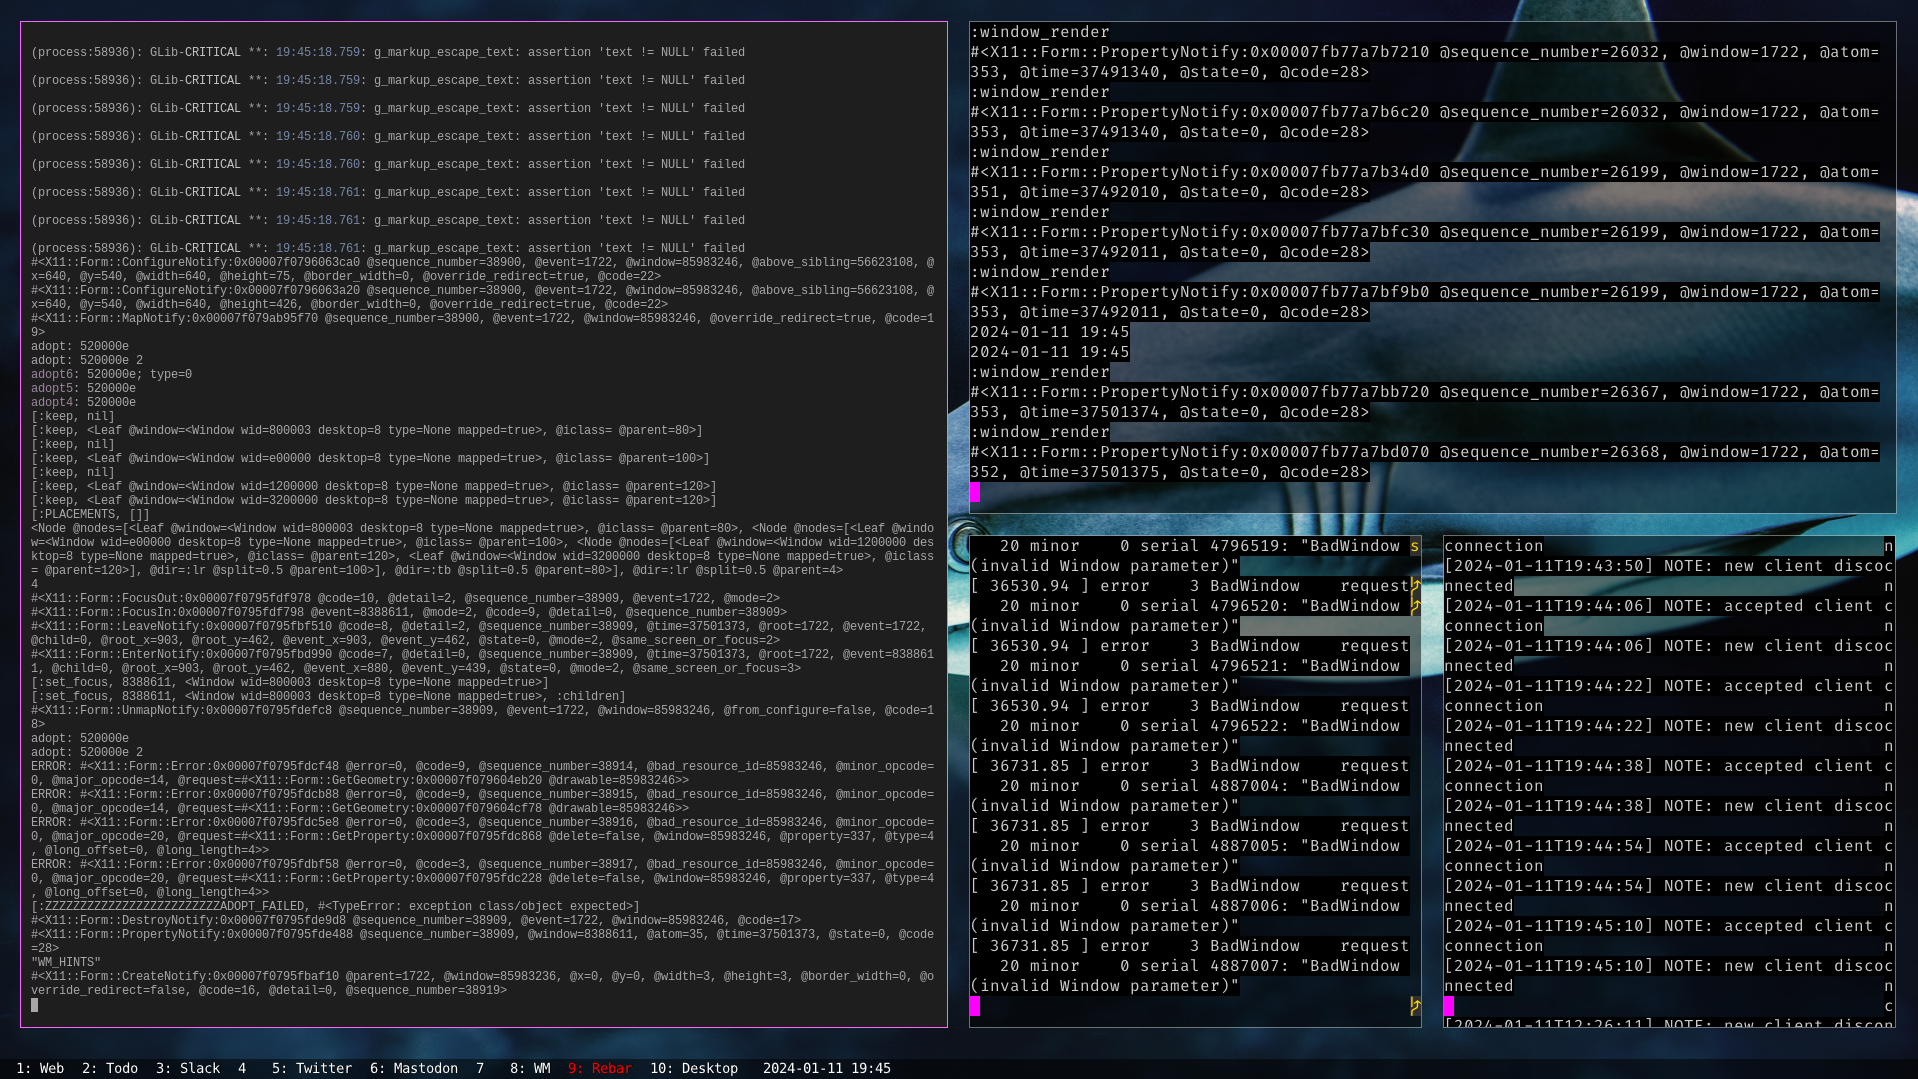 (process:58936): GLib-CRITICAL **: 19:45:18.759: g_markup_escape_text: assertion 'text != NULL' failed
(process:58936): GLib-CRITICAL **: 19:45:18.759: g_markup_escape_text: assertion 'text != NULL' failed
(process:58936): GLib-CRITICAL **: 19:45:18.759: g_markup_escape_text: assertion 'text != NULL' failed
(process:58936): GLib-CRITICAL **: 19:45:18.760: g_markup_escape_text: assertion 'text != NULL' failed
(process:58936): GLib-CRITICAL **: 19:45:18.760: g_markup_escape_text: assertion 'text != NULL' failed
(process:58936): GLib-CRITICAL **: 19:45:18.761: g_markup_escape_text: assertion 'text != NULL' failed
(process:58936): GLib-CRITICAL **: 19:45:18.761: g_markup_escape_text: assertion 'text != NULL' failed
(process:58936): GLib-CRITICAL **: 19:45:18.761: g_markup_escape_text: assertion 'text != NULL' failed
#<X11::Form::ConfigureNotify:0x00007f0796063ca0 @sequence_number=38900, @event=1722, @window=85983246, @above_sibling=56623108, @
x=640, @y=540, @width=640, @height=75, @border_width=0, @override_redirect=true, @code=22>
#<X11::Form::ConfigureNotify:0x00007f0796063a20 @sequence_number=38900, @event=1722, @window=85983246, @above_sibling=56623108, @
x=640, @y=540, @width=640, @height=426, @border_width=0, @override_redirect=true, @code=22>
#<X11::Form::MapNotify:0x00007f079ab95f70 @sequence_number=38900, @event=1722, @window=85983246, @override_redirect=true, @code=1
9>
adopt: 520000e
adopt: 520000e 2
adopt6: 520000e; type=0
adopt5: 520000e
adopt4: 520000e
[:keep, nil]
[:keep, <Leaf @window=<Window wid=800003 desktop=8 type=None mapped=true>, @iclass= @parent=80>]
[:keep, nil]
[:keep, <Leaf @window=<Window wid=e00000 desktop=8 type=None mapped=true>, @iclass= @parent=100>]
[:keep, nil]
[:keep, <Leaf @window=<Window wid=1200000 desktop=8 type=None mapped=true>, @iclass= @parent=120>]
[:keep, <Leaf @window=<Window wid=3200000 desktop=8 type=None mapped=true>, @iclass= @parent=120>]
[:PLACEMENTS, []]
<Node @nodes=[<Leaf @window=<Window wid=800003 desktop=8 type=None mapped=true>, @iclass= @parent=80>, <Node @nodes=[<Leaf @windo
w=<Window wid=e00000 desktop=8 type=None mapped=true>, @iclass= @parent=100>, <Node @nodes=[<Leaf @window=<Window wid=1200000 des
ktop=8 type=None mapped=true>, @iclass= @parent=120>, <Leaf @window=<Window wid=3200000 desktop=8 type=None mapped=true>, @iclass
= @parent=120>], @dir=:lr @split=0.5 @parent=100>], @dir=:tb @split=0.5 @parent=80>], @dir=:lr @split=0.5 @parent=4>
4
#<X11::Form::FocusOut:0x00007f0795fdf978 @code=10, @detail=2, @sequence_number=38909, @event=1722, @mode=2>
#<X11::Form::FocusIn:0x00007f0795fdf798 @event=8388611, @mode=2, @code=9, @detail=0, @sequence_number=38909>
#<X11::Form::LeaveNotify:0x00007f0795fbf510 @code=8, @detail=2, @sequence_number=38909, @time=37501373, @root=1722, @event=1722,
@child=0, @root_x=903, @root_y=462, @event_x=903, @event_y=462, @state=0, @mode=2, @same_screen_or_focus=2>
#<X11::Form::EnterNotify:0x00007f0795fbd990 @code=7, @detail=0, @sequence_number=38909, @time=37501373, @root=1722, @event=838861
1, @child=0, @root_x=903, @root_y=462, @event_x=880, @event_y=439, @state=0, @mode=2, @same_screen_or_focus=3>
[:set_focus, 8388611, <Window wid=800003 desktop=8 type=None mapped=true>]
[:set_focus, 8388611, <Window wid=800003 desktop=8 type=None mapped=true>, :children]
#<X11::Form::UnmapNotify:0x00007f0795fdefc8 @sequence_number=38909, @event=1722, @window=85983246, @from_configure=false, @code=1
8>
adopt: 520000e
adopt: 520000e 2
ERROR: #<X11::Form::Error:0x00007f0795fdcf48 @error=0, @code=9, @sequence_number=38914, @bad_resource_id=85983246, @minor_opcode=
0, @major_opcode=14, @request=#<X11::Form::GetGeometry:0x00007f079604eb20 @drawable=85983246>>
ERROR: #<X11::Form::Error:0x00007f0795fdcb88 @error=0, @code=9, @sequence_number=38915, @bad_resource_id=85983246, @minor_opcode=
0, @major_opcode=14, @request=#<X11::Form::GetGeometry:0x00007f079604cf78 @drawable=85983246>>
ERROR: #<X11::Form::Error:0x00007f0795fdc5e8 @error=0, @code=3, @sequence_number=38916, @bad_resource_id=85983246, @minor_opcode=
0, @major_opcode=20, @request=#<X11::Form::GetProperty:0x00007f0795fdc868 @delete=false, @window=85983246, @property=337, @type=4
, @long_offset=0, @long_length=4>>
ERROR: #<X11::Form::Error:0x00007f0795fdbf58 @error=0, @code=3, @sequence_number=38917, @bad_resource_id=85983246, @minor_opcode=
0, @major_opcode=20, @request=#<X11::Form::GetProperty:0x00007f0795fdc228 @delete=false, @window=85983246, @property=337, @type=4
, @long_offset=0, @long_length=4>>
[:ZZZZZZZZZZZZZZZZZZZZZZZZZADOPT_FAILED, #<TypeError: exception class/object expected>]
#<X11::Form::DestroyNotify:0x00007f0795fde9d8 @sequence_number=38909, @event=1722, @window=85983246, @code=17>
#<X11::Form::PropertyNotify:0x00007f0795fde488 @sequence_number=38909, @window=8388611, @atom=35, @time=37501373, @state=0, @code
=28>
"WM_HINTS"
#<X11::Form::CreateNotify:0x00007f0795fbaf10 @parent=1722, @window=85983236, @x=0, @y=0, @width=3, @height=3, @border_width=0, @o
verride_redirect=false, @code=16, @detail=0, @sequence_number=38919>
:window_render
#<X11::Form::PropertyNotify:0x00007fb77a7b7210 @sequence_number=26032, @window=1722, @atom=
353, @time=37491340, @state=0, @code=28>
:window_render
#<X11::Form::PropertyNotify:0x00007fb77a7b6c20 @sequence_number=26032, @window=1722, @atom=
353, @time=37491340, @state=0, @code=28>
:window_render
#<X11::Form::PropertyNotify:0x00007fb77a7b34d0 @sequence_number=26199, @window=1722, @atom=
351, @time=37492010, @state=0, @code=28>
:window_render
#<X11::Form::PropertyNotify:0x00007fb77a7bfc30 @sequence_number=26199, @window=1722, @atom=
353, @time=37492011, @state=0, @code=28>
:window_render
#<X11::Form::PropertyNotify:0x00007fb77a7bf9b0 @sequence_number=26199, @window=1722, @atom=
353, @time=37492011, @state=0, @code=28>
2024-01-11 19:45
2024-01-11 19:45
:window_render
#<X11::Form::PropertyNotify:0x00007fb77a7bb720 @sequence_number=26367, @window=1722, @atom=
353, @time=37501374, @state=0, @code=28>
:window_render
#<X11::Form::PropertyNotify:0x00007fb77a7bd070 @sequence_number=26368, @window=1722, @atom=
352, @time=37501375, @state=0, @code=28>
20 minor 0 serial 4796519: "BadWindow s
(invalid Window parameter)"
[ 36530.94 ] error 3 BadWindow request
20 minor 0 serial 4796520: "BadWindow
(invalid Window parameter)"
[ 36530.94 ] error 3 BadWindow request
20 minor 0 serial 4796521: "BadWindow
(invalid Window parameter)"
[ 36530.94 ] error 3 BadWindow request
20 minor 0 serial 4796522: "BadWindow
(invalid Window parameter)"
[ 36731.85 ] error 3 BadWindow request
20 minor 0 serial 4887004: "BadWindow
(invalid Window parameter)"
[ 36731.85 ] error 3 BadWindow request
20 minor 0 serial 4887005: "BadWindow
(invalid Window parameter)"
[ 36731.85 ] error 3 BadWindow request
20 minor 0 serial 4887006: "BadWindow
(invalid Window parameter)"
[ 36731.85 ] error 3 BadWindow request
20 minor 0 serial 4887007: "BadWindow
(invalid Window parameter)"
connection n
[2024-01-11T19:43:50] NOTE: new client discoc
nnected n
[2024-01-11T19:44:06] NOTE: accepted client c
connection n
[2024-01-11T19:44:06] NOTE: new client discoc
nnected n
[2024-01-11T19:44:22] NOTE: accepted client c
connection n
[2024-01-11T19:44:22] NOTE: new client discoc
nnected n
[2024-01-11T19:44:38] NOTE: accepted client c
connection n
[2024-01-11T19:44:38] NOTE: new client discoc
nnected n
[2024-01-11T19:44:54] NOTE: accepted client c
connection n
[2024-01-11T19:44:54] NOTE: new client discoc
nnected n
[2024-01-11T19:45:10] NOTE: accepted client c
connection n
[2024-01-11T19:45:10] NOTE: new client discoc
nnected n
c
[2024-01-11T12:26:11] NOTE: new client discon
1: Web 2: Todo 3: Slack 4 5: Twitter 6: Mastodon 7 8: WM 9: Rebar 10: Desktop 2024-01-11 19:45